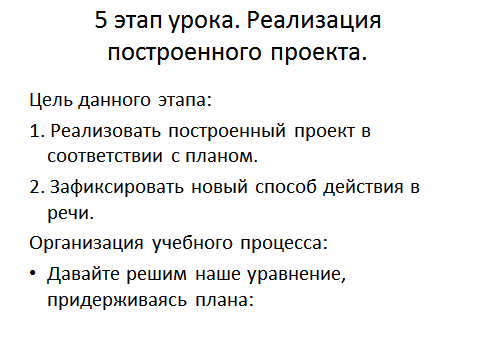 5 этап урока. Реализация
построенного проекта.
Цель данного этапа:
1. Реализовать построенный проект в
соответствии с планом.
2. Зафиксировать новый способ действия в
речи.
Организация учебного процесса:
• Давайте решим наше уравнение,
придерживаясь плана: